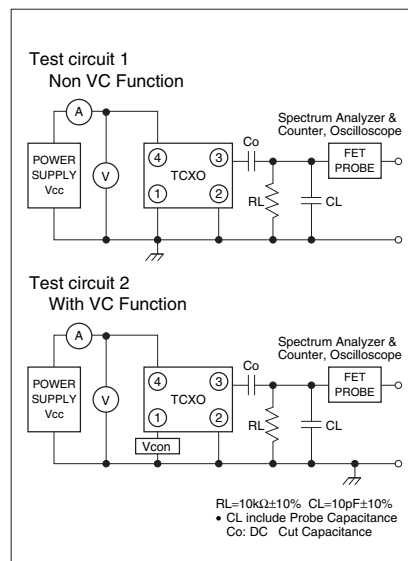 Test circuit 1
Non VC Function
A
Co
Spectrum Analyzer &
Counter, Oscilloscope
POWER
SUPPLY
Vcc
V
4
3
TCXO
1
2
RL
CL
FET
PROBE
Test circuit 2
With VC Function
A
Co
Spectrum Analyzer &
Counter, Oscilloscope
POWER
SUPPLY
Vcc
V
4
3
TCXO
1
2
Vcon
RL
CL
FET
PROBE
RL=10kΩ±10% CL=10pF±10%
• CL include Probe Capacitance
Co: DC Cut Capacitance